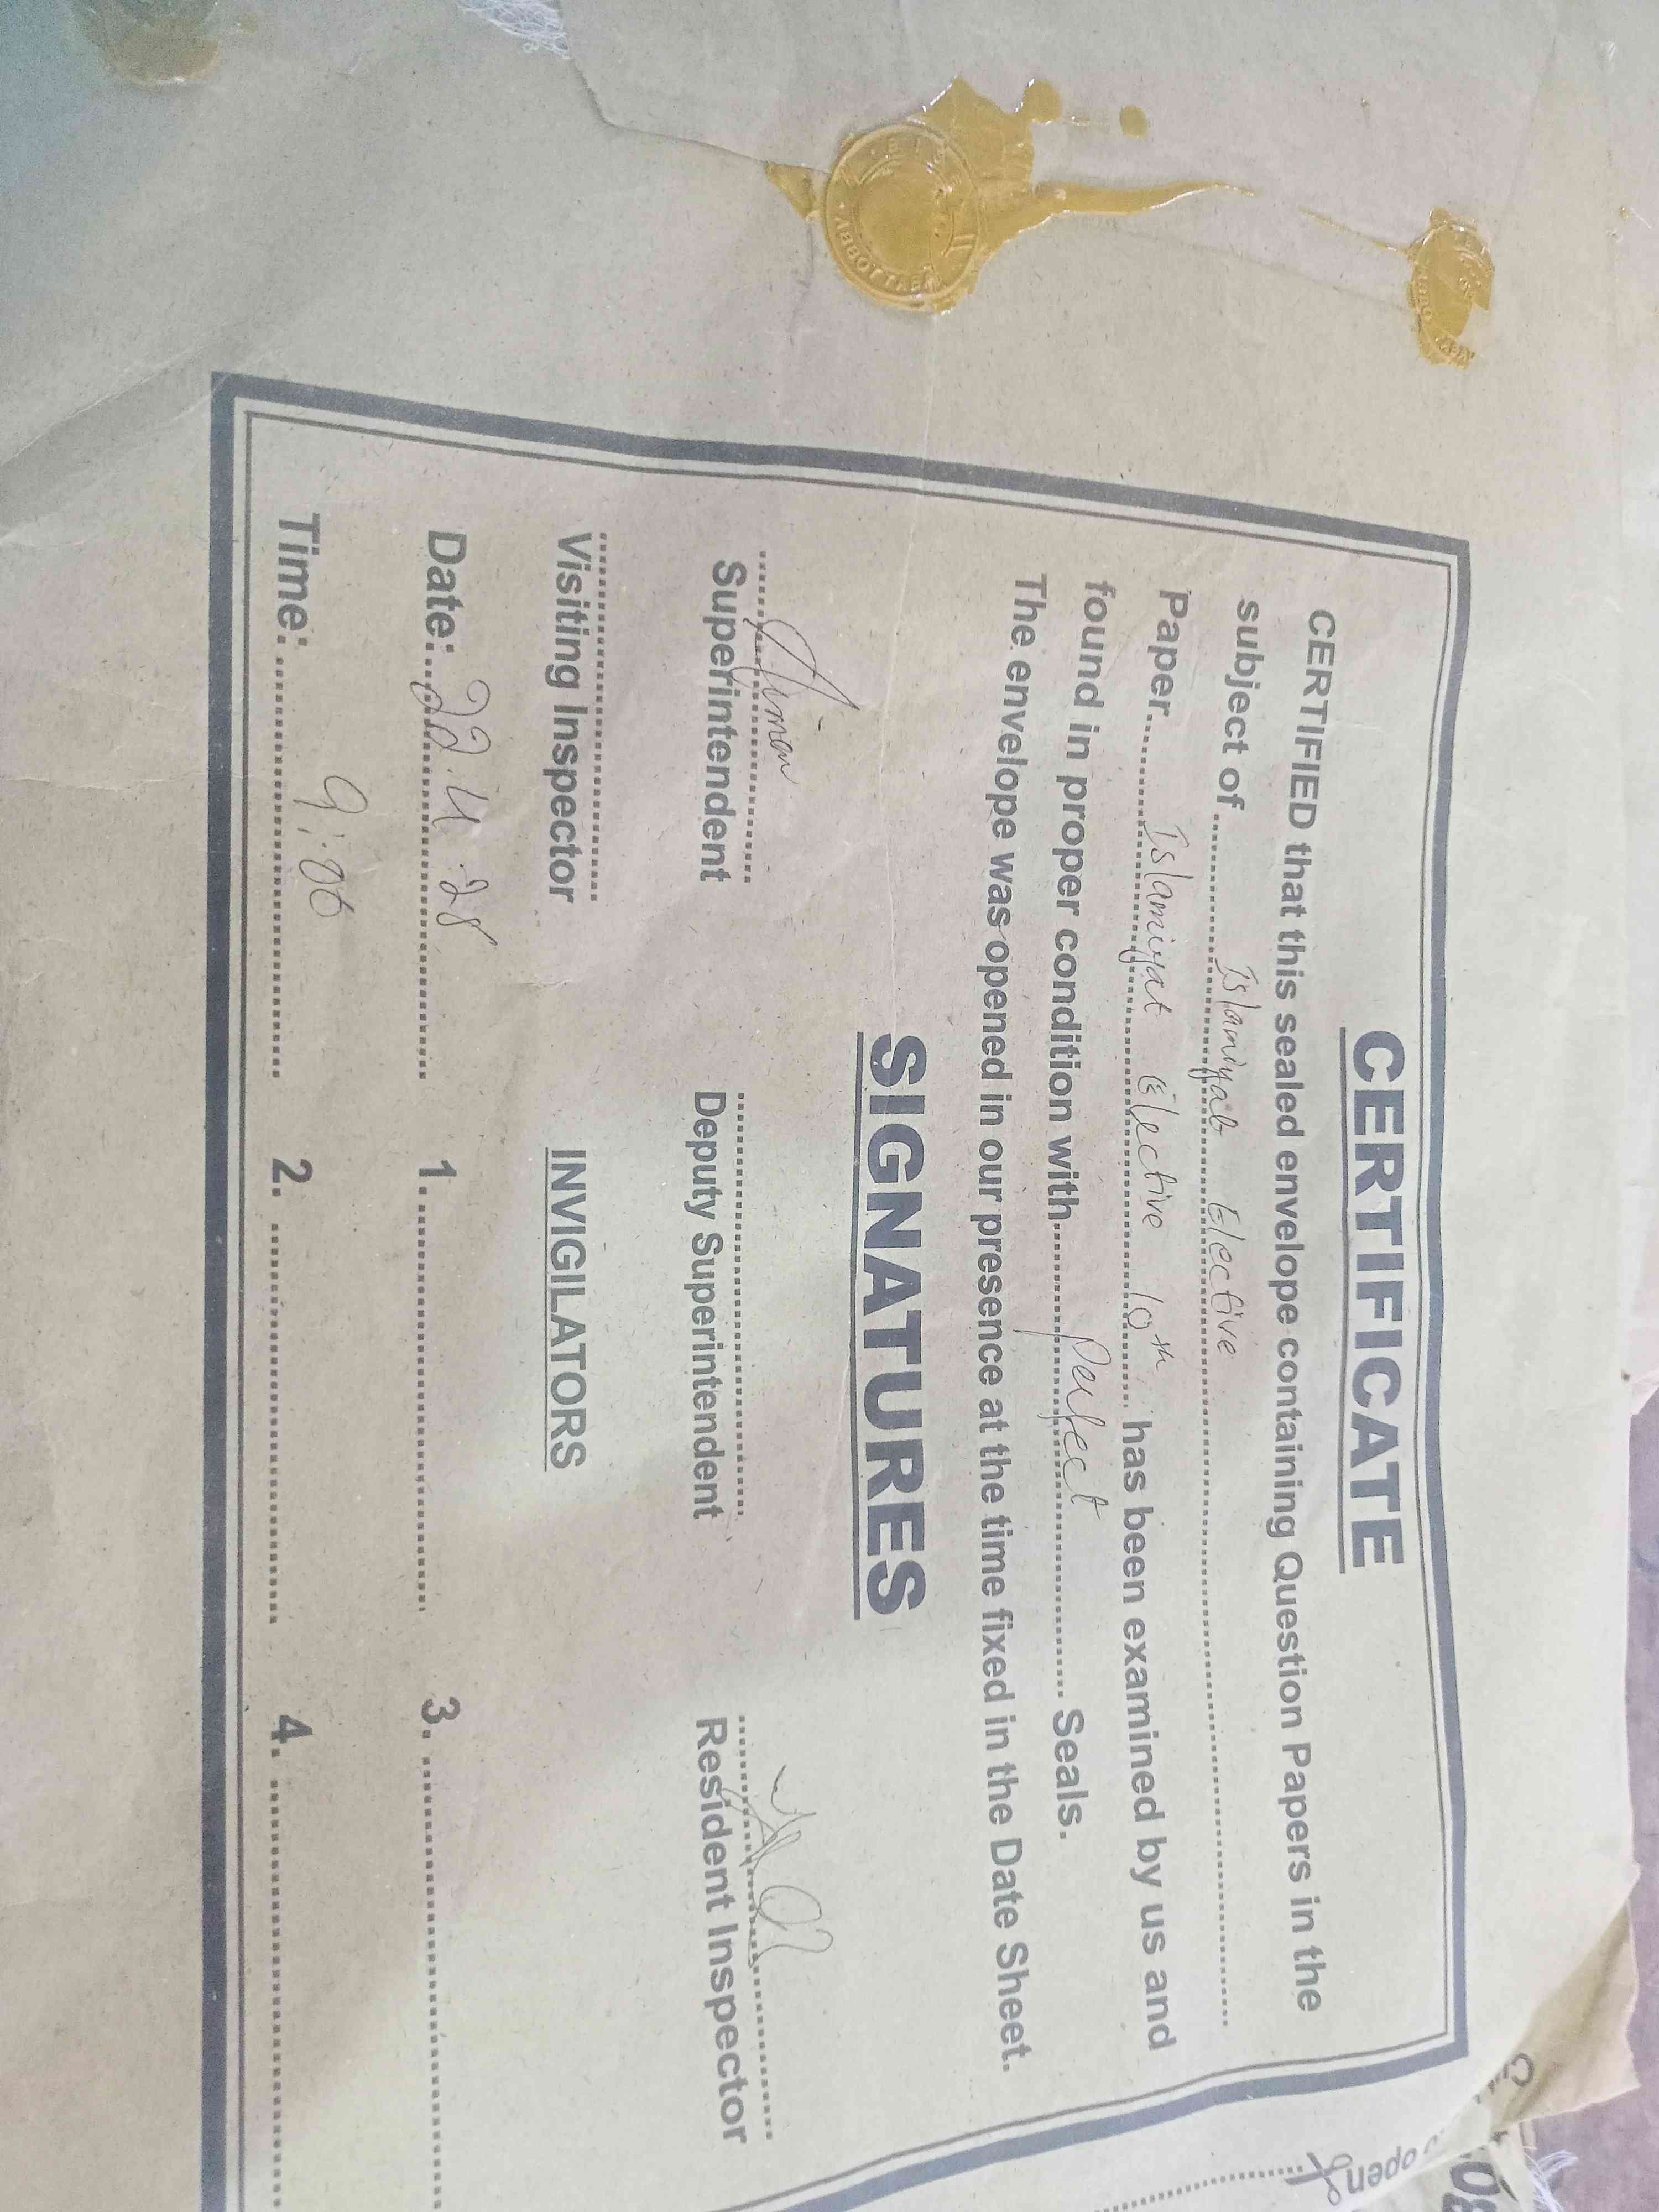 CERTIFICATE
CERTIFIED that this sealed envelope containing Question Papers in the
subject of ........ Islamiyat Elective ........
Paper........ Islamiyat Elective 10th ........ has been examined by us and
found in proper condition with........ Perfect ........ Seals.
The envelope was opened in our presence at the time fixed in the Date Sheet.
SIGNATURES
Superintendent Deputy Superintendent Resident Inspector
Visiting Inspector INVIGILATORS
Date: 22.4.25 1. ........ 3. ........
Time: 9:00 2. ........ 4. ........
ABBOTTABAD
open